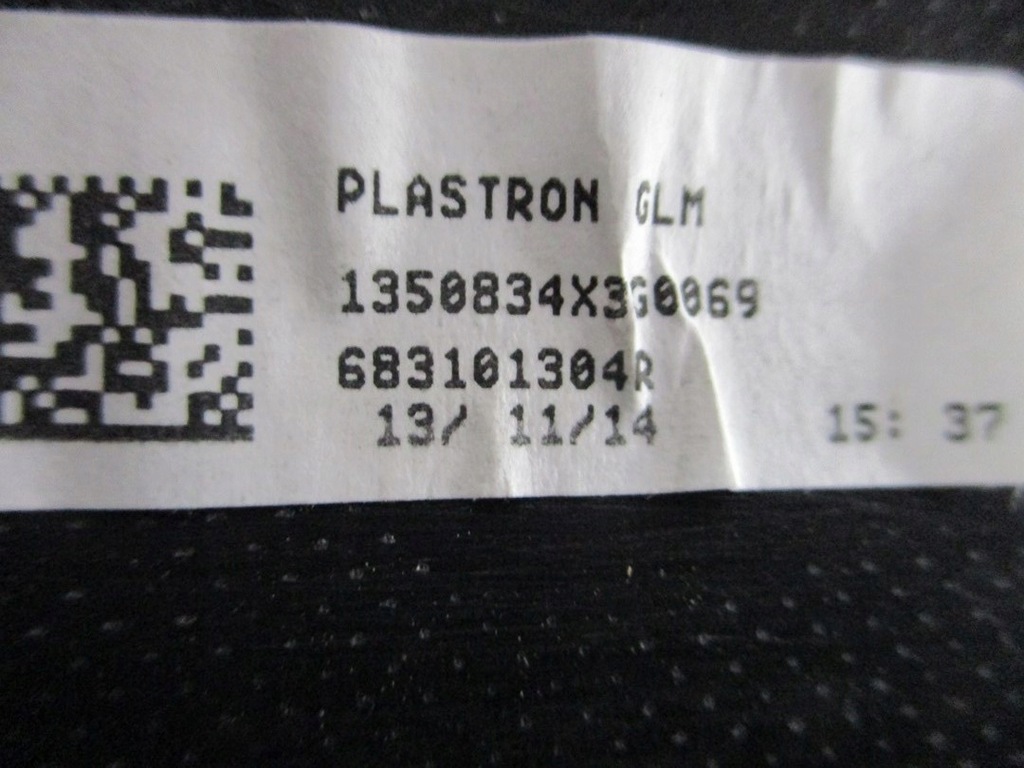 PLASTRON GLM
1350834X3G0069
683101304R
13/ 11/14 15: 37